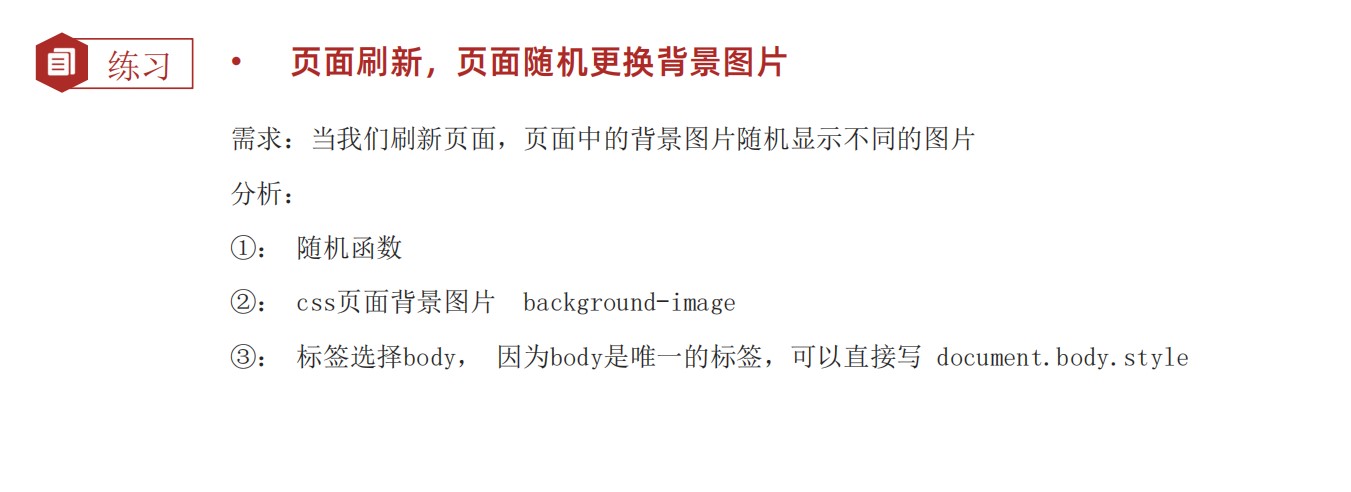 练习
• 页面刷新，页面随机更换背景图片
需求：当我们刷新页面，页面中的背景图片随机显示不同的图片
分析：
①： 随机函数
②： css页面背景图片 background-image
③： 标签选择body， 因为body是唯一的标签，可以直接写 document.body.style